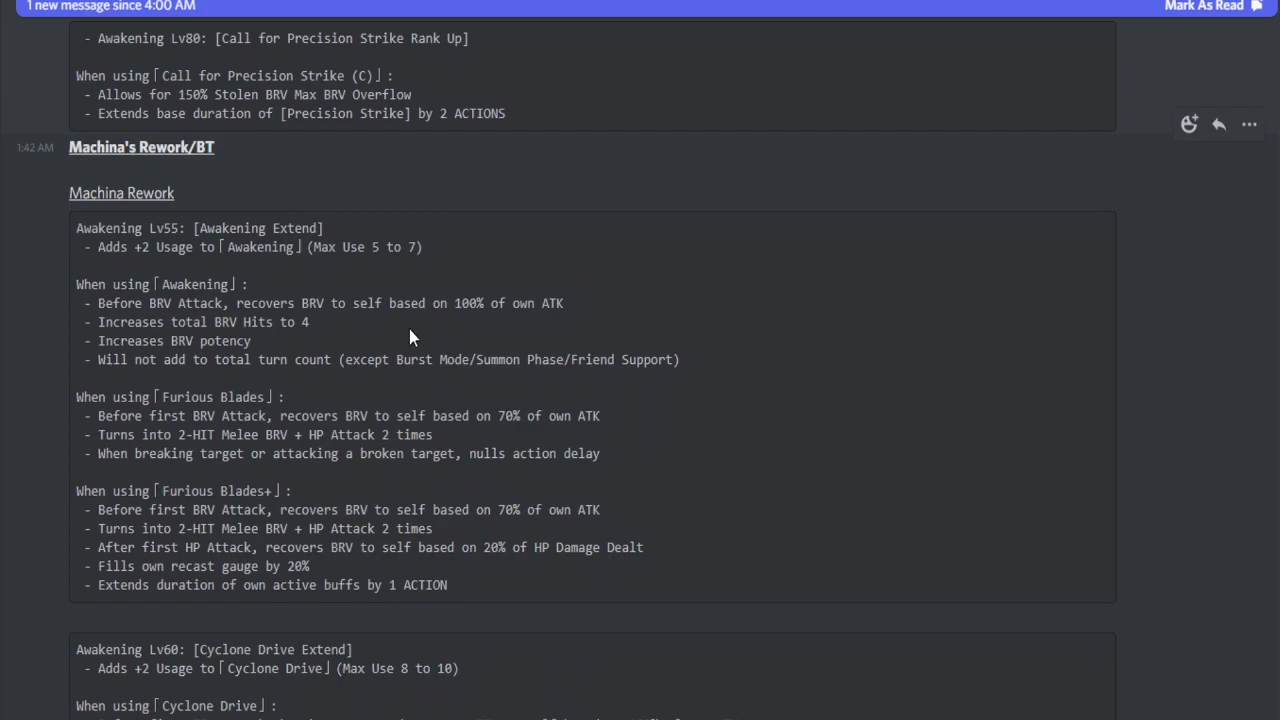 1 new message since 4:00 AM
Mark As Read
- Awakening Lv80: [Call for Precision Strike Rank Up]
When using「Call for Precision Strike (C)」:
- Allows for 150% Stolen BRV Max BRV Overflow
- Extends base duration of [Precision Strike] by 2 ACTIONS
1:42 AM
Machina's Rework/BT
Machina Rework
Awakening Lv55: [Awakening Extend]
- Adds +2 Usage to「Awakening」(Max Use 5 to 7)
When using「Awakening」:
- Before BRV Attack, recovers BRV to self based on 100% of own ATK
- Increases total BRV Hits to 4
- Increases BRV potency
- Will not add to total turn count (except Burst Mode/Summon Phase/Friend Support)
When using「Furious Blades」:
- Before first BRV Attack, recovers BRV to self based on 70% of own ATK
- Turns into 2-HIT Melee BRV + HP Attack 2 times
- When breaking target or attacking a broken target, nulls action delay
When using「Furious Blades+」:
- Before first BRV Attack, recovers BRV to self based on 70% of own ATK
- Turns into 2-HIT Melee BRV + HP Attack 2 times
- After first HP Attack, recovers BRV to self based on 20% of HP Damage Dealt
- Fills own recast gauge by 20%
- Extends duration of own active buffs by 1 ACTION
Awakening Lv60: [Cyclone Drive Extend]
- Adds +2 Usage to「Cyclone Drive」(Max Use 8 to 10)
When using「Cyclone Drive」: